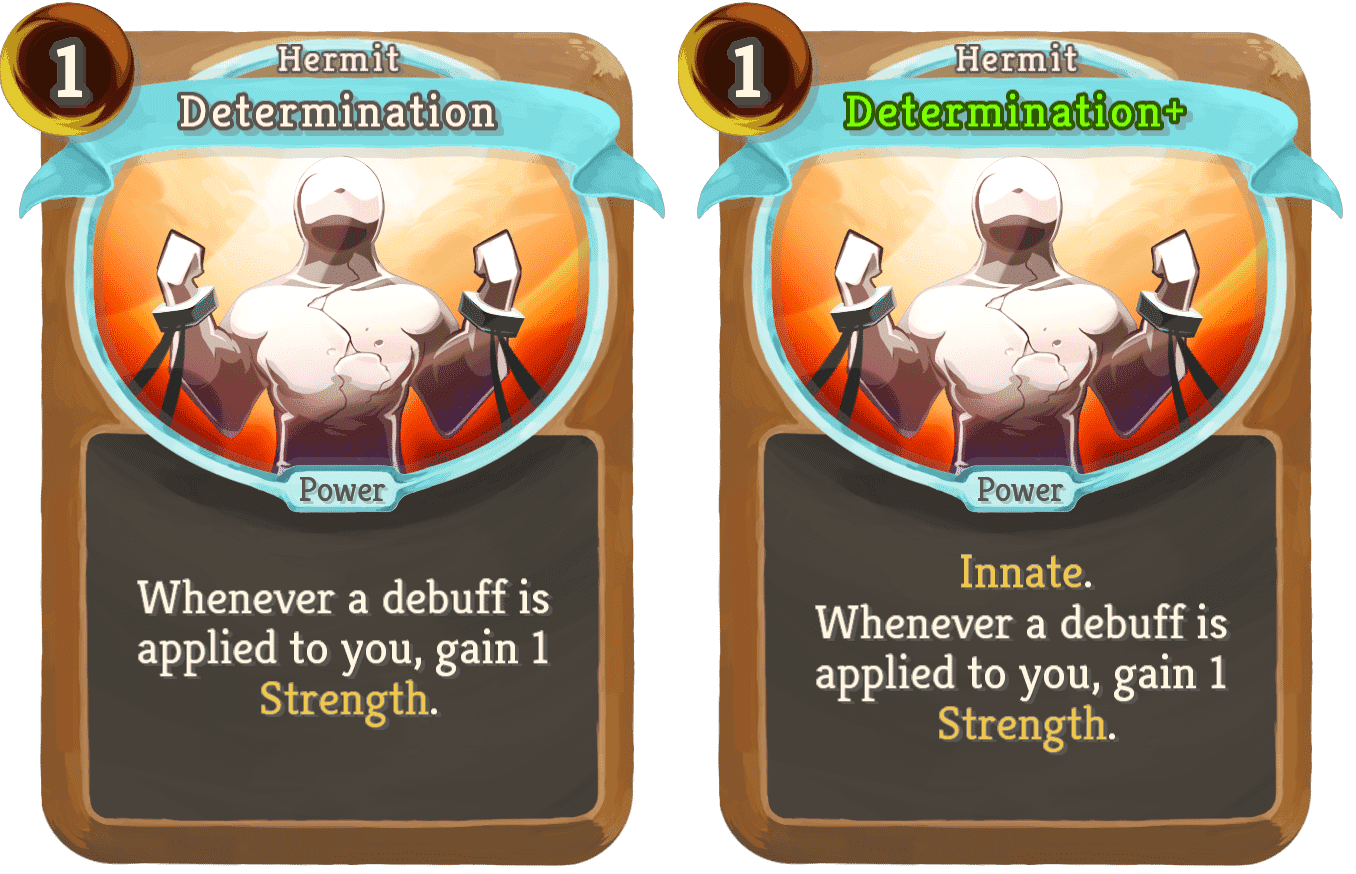 1
Hermit
Determination
Power
Whenever a debuff is
applied to you, gain 1
Strength.
1
Hermit
Determination+
Power
Innate.
Whenever a debuff is
applied to you, gain 1
Strength.